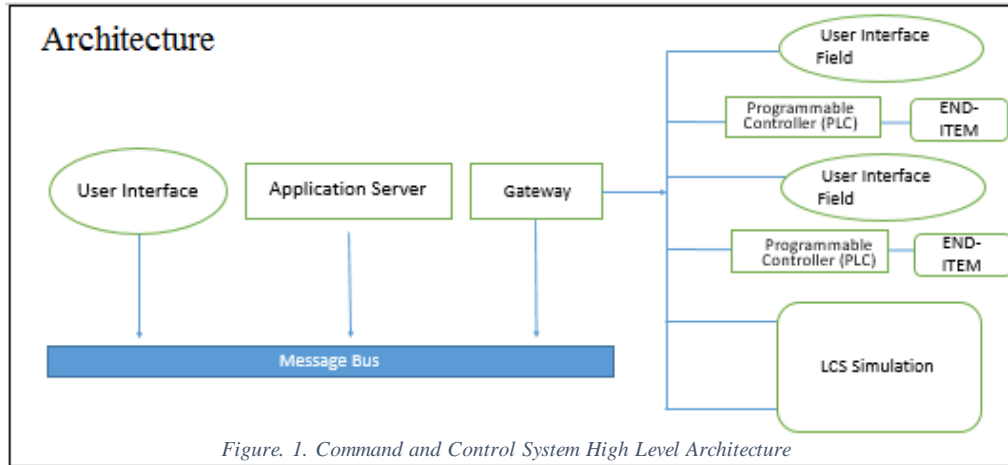 Architecture
User Interface
Field
Programmable
Controller (PLC)
END-
ITEM
User Interface
Application Server
Gateway
User Interface
Field
Programmable
Controller (PLC)
END-
ITEM
Message Bus
LCS Simulation
Figure. 1. Command and Control System High Level Architecture